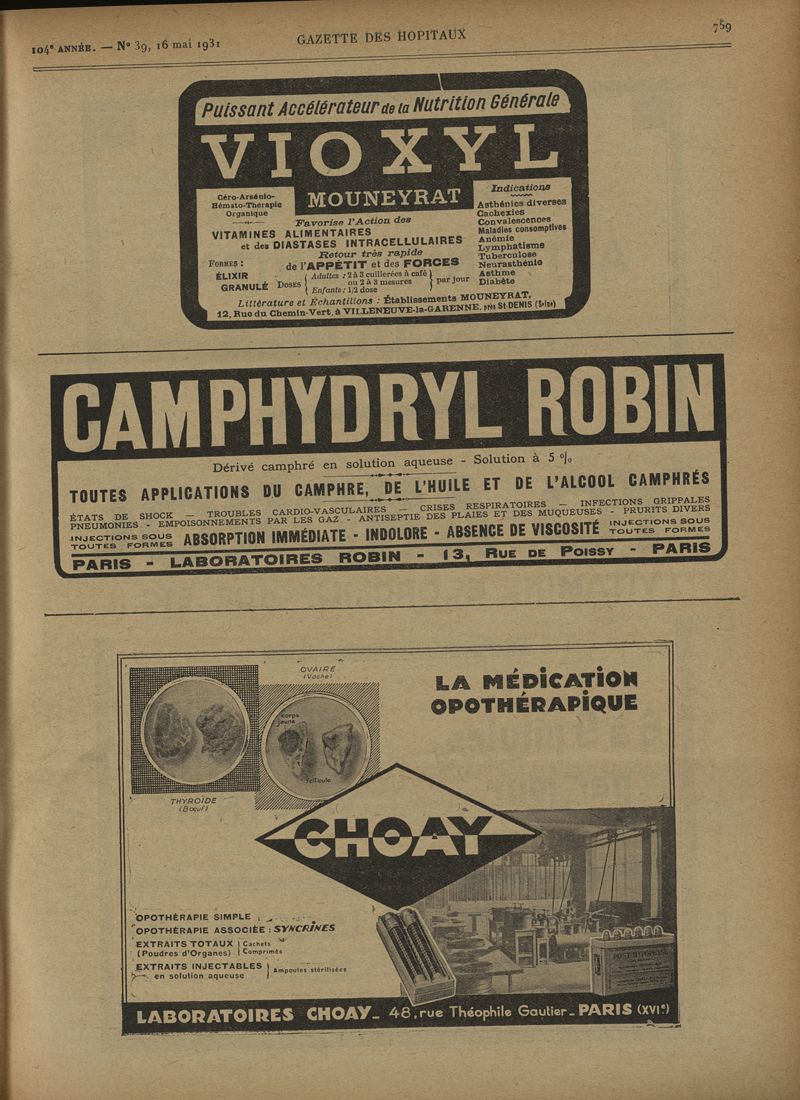 104e ANNÉE. — No 39, 16 mai 1931
GAZETTE DES HOPITAUX
759
Puissant Accélérateur de la Nutrition Générale
VIOXYL
MOUNEYRAT
Céro-Arsénio-
Hémato-Thérapie
Organique
Favorise l'Action des
VITAMINES ALIMENTAIRES
et des DIASTASES INTRACELLULAIRES
Retour très rapide
de l'APPÉTIT et des FORCES
FORMES :
ÉLIXIR
GRANULÉ
DOSES
Adultes : 2 à 3 cuillerées à café
ou 2 à 3 mesures
Enfants : 1/2 dose
par jour
Indications
Asthénies diverses
Cachexies
Convalescences
Maladies consomptives
Anémie
Lymphatisme
Tuberculose
Neurasthénie
Asthme
Diabète
Littérature et Échantillons : Établissements MOUNEYRAT,
12, Rue du Chemin-Vert, à VILLENEUVE-la-GARENNE, près St-DENIS (Seine)
CAMPHYDRYL ROBIN
Dérivé camphré en solution aqueuse - Solution à 5 %
TOUTES APPLICATIONS DU CAMPHRE, DE L'HUILE ET DE L'ALCOOL CAMPHRÉS
ÉTATS DE SHOCK — TROUBLES CARDIO-VASCULAIRES — CRISES RESPIRATOIRES — INFECTIONS GRIPPALES
PNEUMONIES - EMPOISONNEMENTS PAR LES GAZ - ANTISEPTIE DES PLAIES ET DES MUQUEUSES - PRURITS DIVERS
INJECTIONS SOUS
TOUTES FORMES
ABSORPTION IMMÉDIATE - INDOLORE - ABSENCE DE VISCOSITÉ
INJECTIONS SOUS
TOUTES FORMES
PARIS - LABORATOIRES ROBIN - 13, RUE DE POISSY - PARIS
OVAIRE
(Vache)
corps
jaune
follicule
THYROIDE
(Bœuf)
LA MÉDICATION
OPOTHÉRAPIQUE
CHOAY
OPOTHÉRAPIE SIMPLE
OPOTHÉRAPIE ASSOCIÉE : SYNCRINES
EXTRAITS TOTAUX
(Poudres d'Organes)
Cachets
Comprimés
EXTRAITS INJECTABLES
en solution aqueuse
Ampoules stérilisées
POST-HYPOPHYSE
LABORATOIRES CHOAY_ 48, rue Théophile Gautier_ PARIS (XVIe)